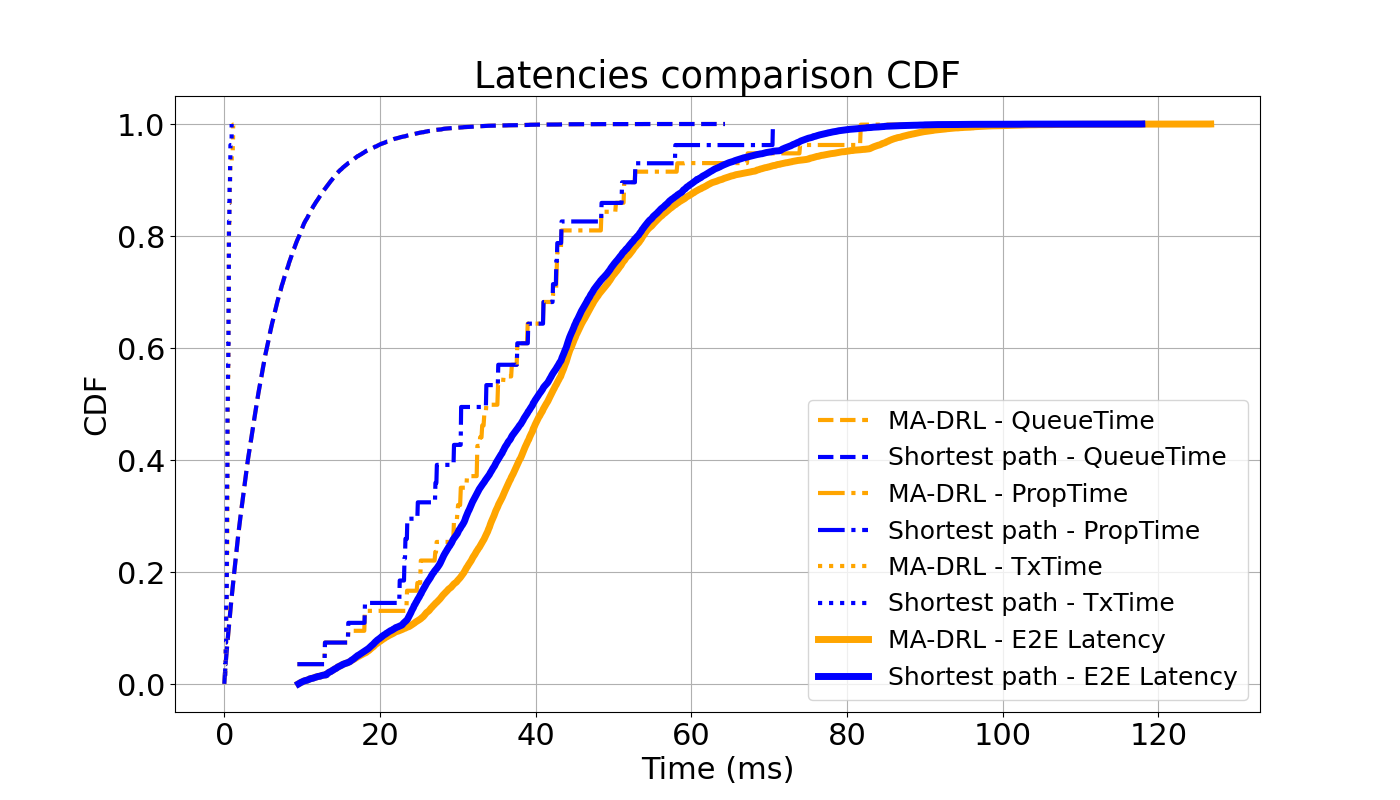 Latencies comparison CDF
1.0
0.8
0.6
0.4
0.2
0.0
CDF
MA-DRL - QueueTime
Shortest path - QueueTime
MA-DRL - PropTime
Shortest path - PropTime
MA-DRL - TxTime
Shortest path - TxTime
MA-DRL - E2E Latency
Shortest path - E2E Latency
0 20 40 60 80 100 120
Time (ms)